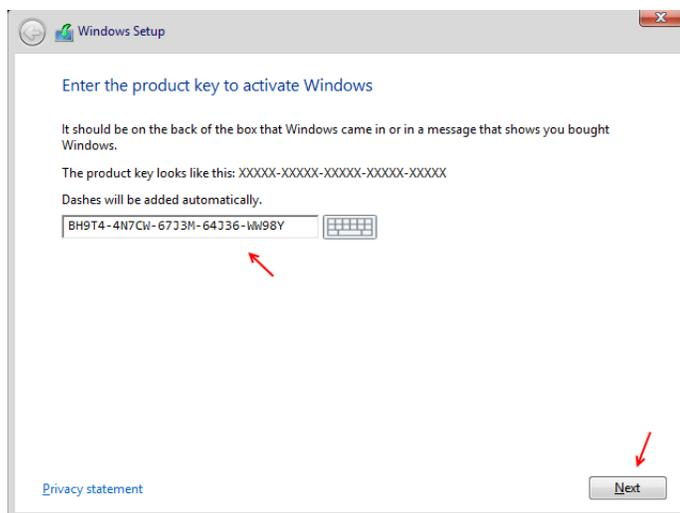 Windows Setup
Enter the product key to activate Windows
It should be on the back of the box that Windows came in or in a message that shows you bought
Windows.
The product key looks like this: XXXXX-XXXXX-XXXXX-XXXXX-XXXXX
Dashes will be added automatically.
BH9T4-4N7CW-67J3M-64J36-WW98Y
Privacy statement
Next